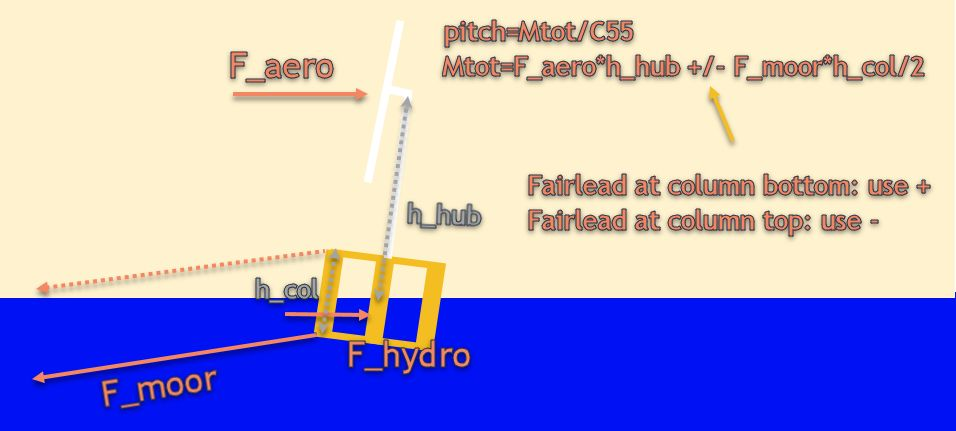 pitch=Mtot/C55
F_aero
Mtot=F_aero*h_hub +/- F_moor*h_col/2
Fairlead at column bottom: use +
Fairlead at column top: use -
h_hub
h_col
F_hydro
F_moor